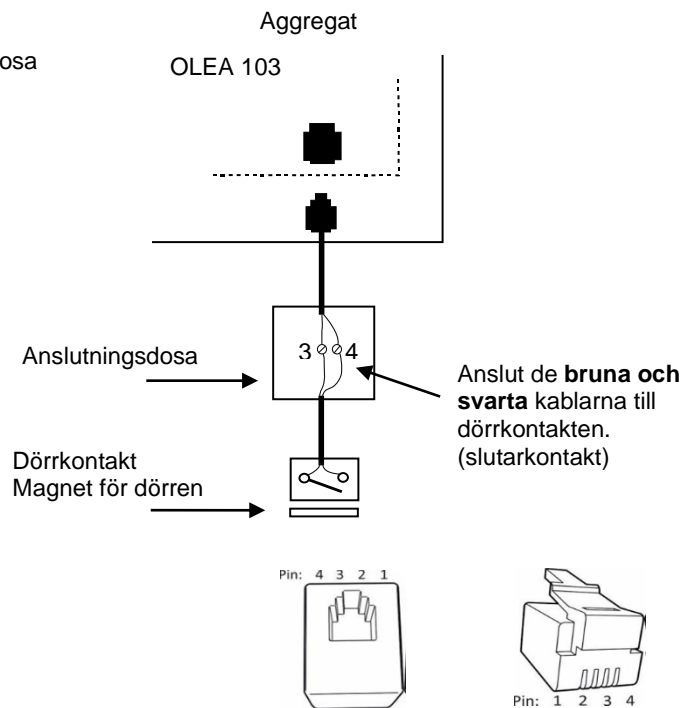 Aggregat
OLEA 103
3 4
Anslutningsdosa
Anslut de bruna och
svarta kablarna till
dörrkontakten.
(slutarkontakt)
Dörrkontakt
Magnet för dörren
Pin: 4 3 2 1
Pin: 1 2 3 4